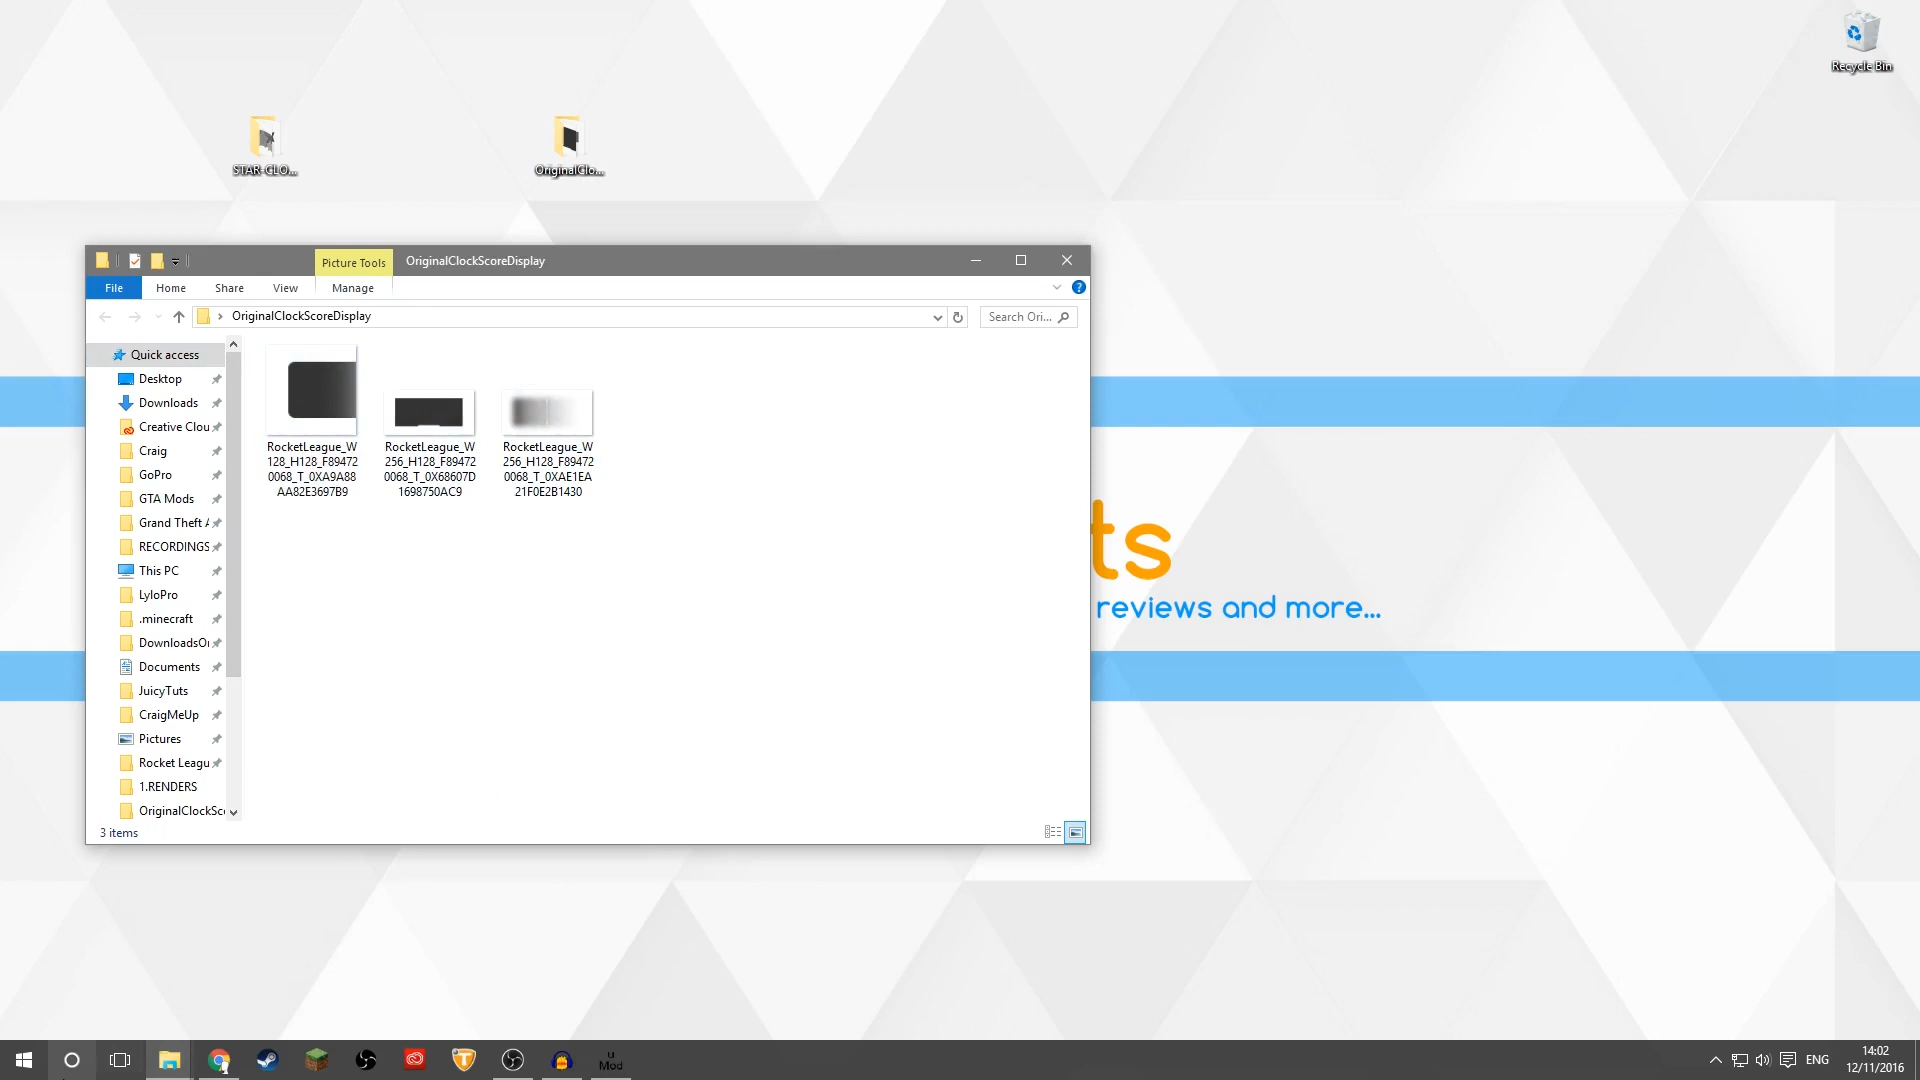 Recycle Bin
STAR-CLO...
OriginalClo...
Picture Tools
OriginalClockScoreDisplay
File
Home
Share
View
Manage
OriginalClockScoreDisplay
Search Ori...
Quick access
Desktop
Downloads
Creative Clou
Craig
GoPro
GTA Mods
Grand Theft A
RECORDINGS
This PC
LyloPro
.minecraft
DownloadsOn
Documents
JuicyTuts
CraigMeUp
Pictures
Rocket Leagu
1.RENDERS
OriginalClockSco
RocketLeague_W
128_H128_F89472
0068_T_0XA9A88
AA82E3697B9
RocketLeague_W
256_H128_F89472
0068_T_0X68607D
1698750AC9
RocketLeague_W
256_H128_F89472
0068_T_0XAE1EA
21F0E2B1430
3 items
ts
reviews and more...
u
Mod
ENG
14:02
12/11/2016